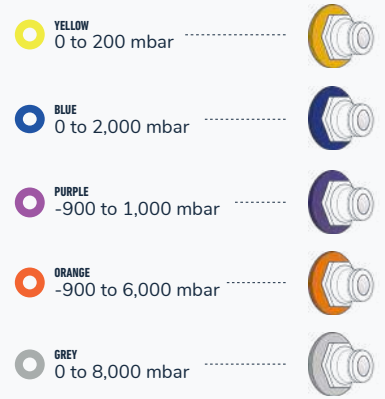 YELLOW
0 to 200 mbar
BLUE
0 to 2,000 mbar
PURPLE
-900 to 1,000 mbar
ORANGE
-900 to 6,000 mbar
GREY
0 to 8,000 mbar